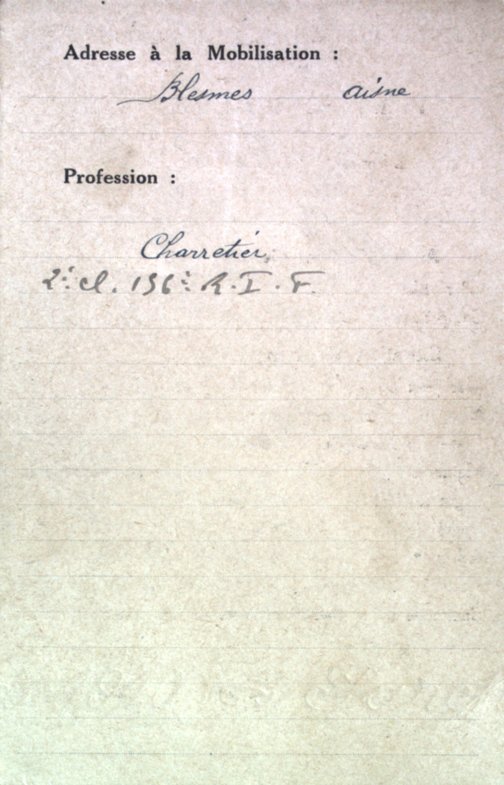 Adresse à la Mobilisation :
Blesmes aisne
Profession :
Charretier
2e cl. 156e R. I. F.